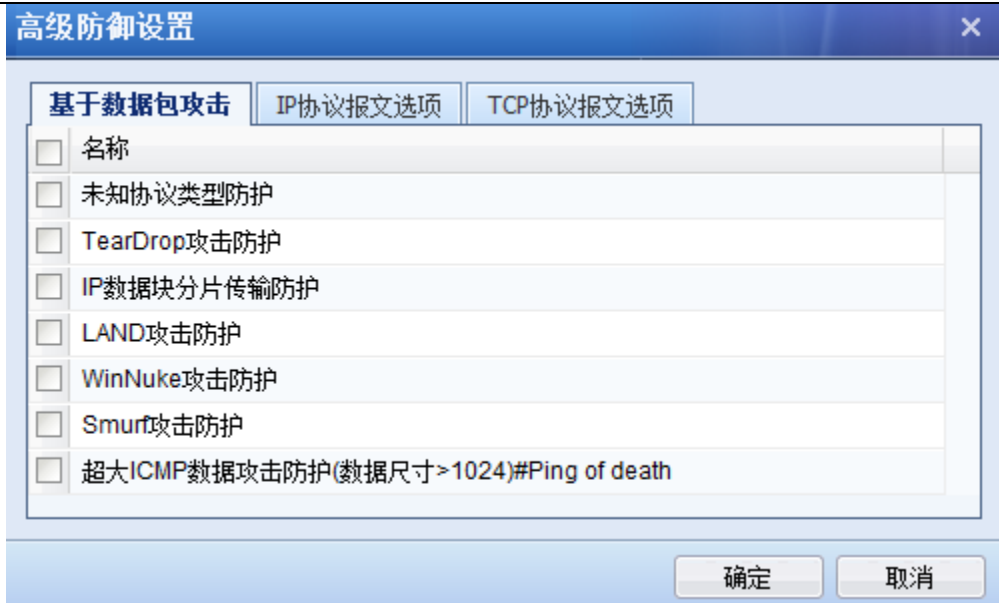 高级防御设置
基于数据包攻击 IP协议报文选项 TCP协议报文选项
名称
未知协议类型防护
TearDrop攻击防护
IP数据块分片传输防护
LAND攻击防护
WinNuke攻击防护
Smurf攻击防护
超大ICMP数据攻击防护(数据尺寸>1024)#Ping of death
确定 取消